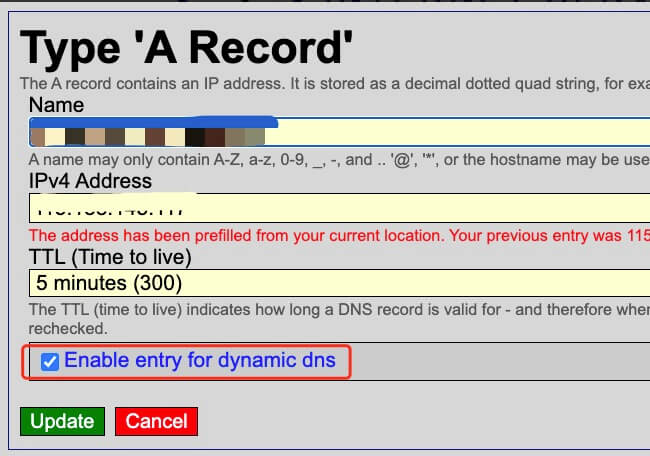 Type 'A Record'
The A record contains an IP address. It is stored as a decimal dotted quad string, for exa
Name
A name may only contain A-Z, a-z, 0-9, _, -, and .. '@', '*', or the hostname may be use
IPv4 Address
The address has been prefilled from your current location. Your previous entry was 115
TTL (Time to live)
5 minutes (300)
The TTL (time to live) indicates how long a DNS record is valid for - and therefore wher
rechecked.
Enable entry for dynamic dns
Update Cancel